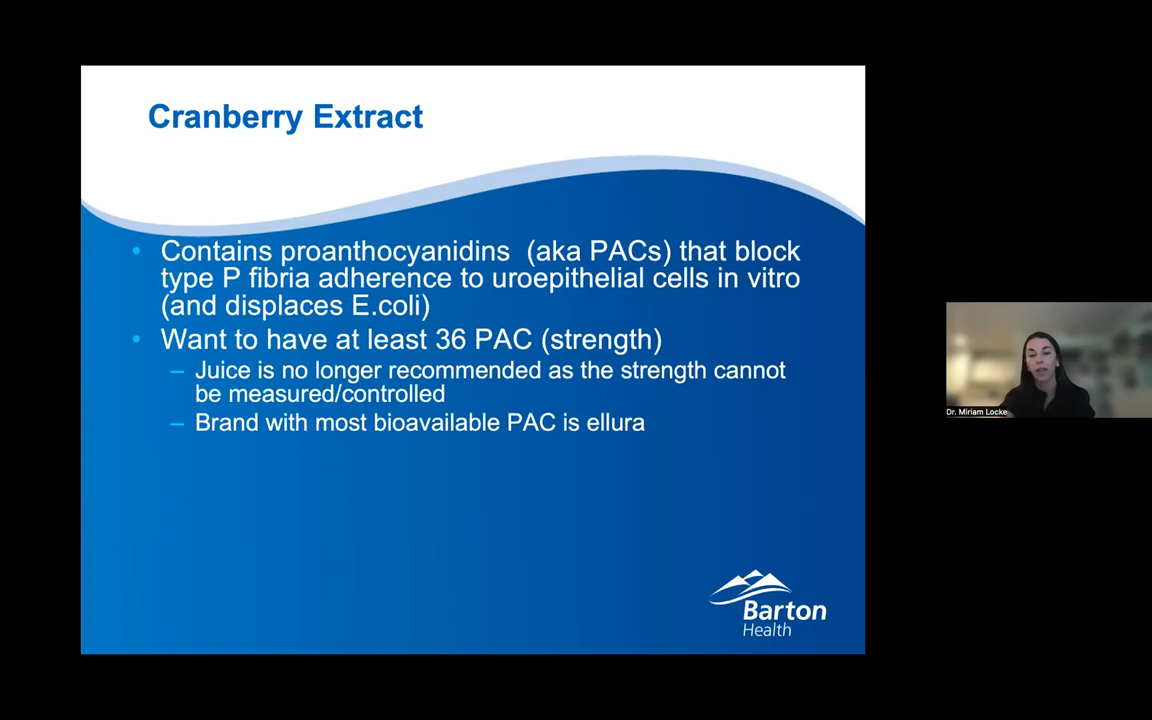 Cranberry Extract
• Contains proanthocyanidins (aka PACs) that block
type P fibria adherence to uroepithelial cells in vitro
(and displaces E.coli)
• Want to have at least 36 PAC (strength)
– Juice is no longer recommended as the strength cannot
be measured/controlled
– Brand with most bioavailable PAC is ellura
Barton
Health
Dr. Miriam Locke